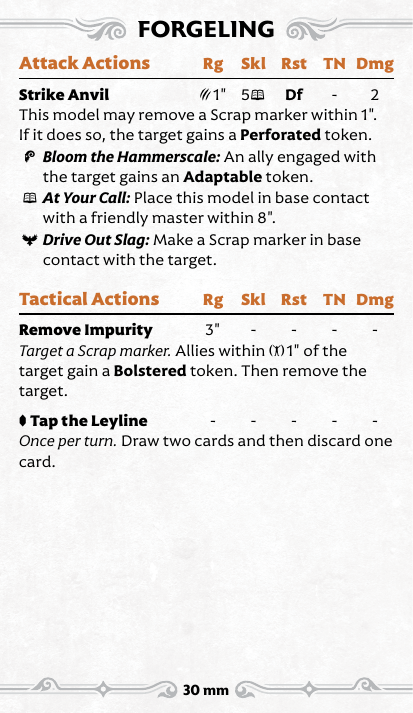 FORGELING
Attack Actions Rg Skl Rst TN Dmg
Strike Anvil 1" 5 Df - 2
This model may remove a Scrap marker within 1".
If it does so, the target gains a Perforated token.
Bloom the Hammerscale: An ally engaged with
the target gains an Adaptable token.
At Your Call: Place this model in base contact
with a friendly master within 8".
Drive Out Slag: Make a Scrap marker in base
contact with the target.
Tactical Actions Rg Skl Rst TN Dmg
Remove Impurity 3" - - - -
Target a Scrap marker. Allies within 1" of the
target gain a Bolstered token. Then remove the
target.
Tap the Leyline - - - - -
Once per turn. Draw two cards and then discard one
card.
30 mm